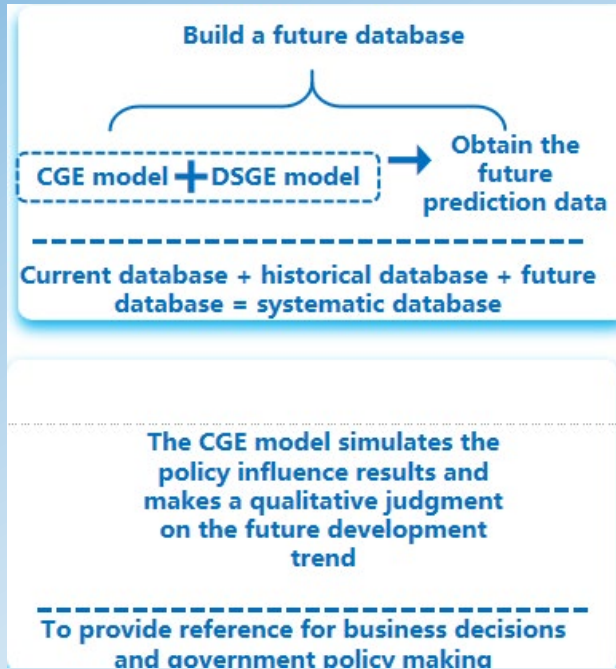 Build a future database
CGE model + DSGE model
Obtain the
future
prediction data
Current database + historical database + future
database = systematic database
The CGE model simulates the
policy influence results and
makes a qualitative judgment
on the future development
trend
To provide reference for business decisions
and government policy making